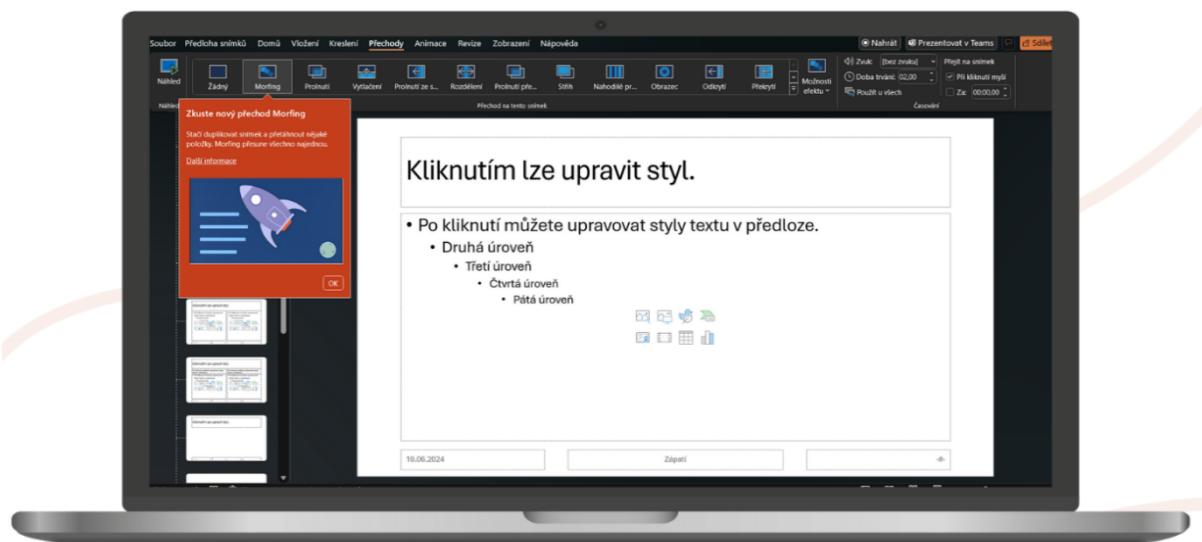 Soubor Předloha snímků Domů Vložení Kreslení Přechody Animace Revize Zobrazení Nápověda
Nahrát Prezentovat v Teams Sdílet
Náhled
Žádný Morfing Prolnutí Vytlačení Prolnutí ze s... Rozdělení Prolnutí pře... Střih Náhodilé pr... Obrazec Odkrytí Překrytí
Možnosti
efektu
Zvuk: [bez zvuku] Přejít na snímek
Doba trvání: 02,00 Při kliknutí myší
Použít u všech Za: 00:00,00
Náhled Přechod na tento snímek Časování
Zkuste nový přechod Morfing
Stačí duplikovat snímek a přetáhnout nějaké
položky. Morfing přesune všechno najednou.
Další informace
OK
Kliknutím lze upravit styl.
• Po kliknutí můžete upravovat styly textu v předloze.
• Druhá úroveň
• Třetí úroveň
• Čtvrtá úroveň
• Pátá úroveň
19.06.2024 Zápatí ‹#›